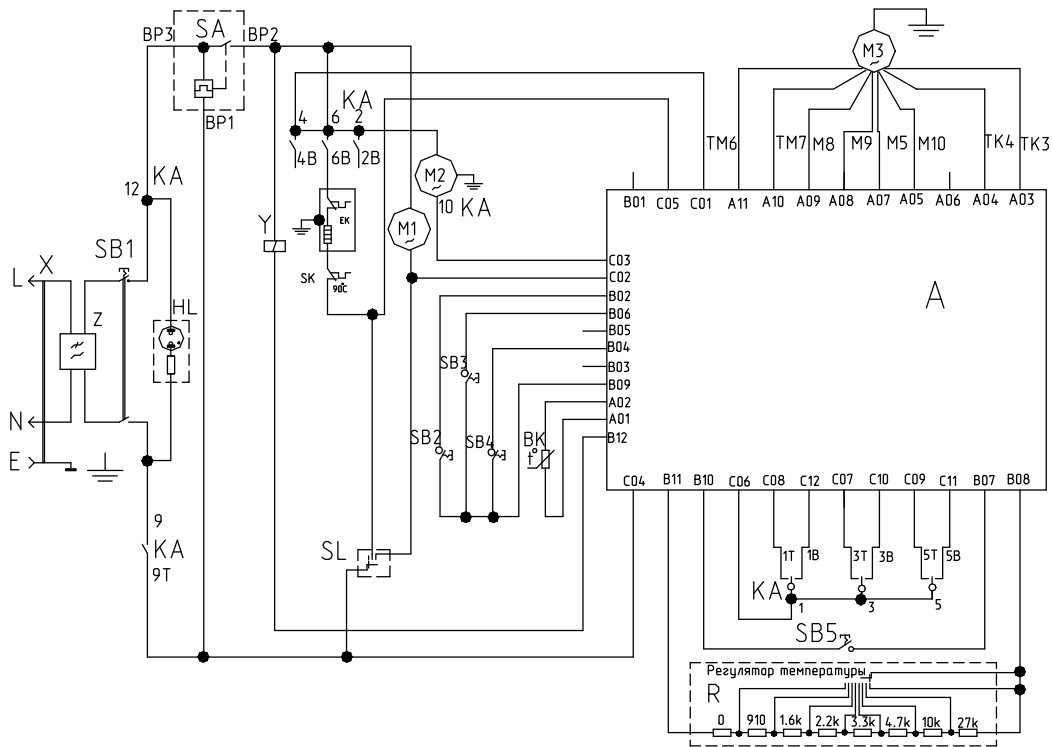 SA
BP3
BP2
BP1
M3
~
KA
4
6
2
4B
6B
2B
TM6
TM7
M8
M9
M5
M10
TK4
TK3
M2
~
10 KA
KA
12
B01
C05
C01
A11
A10
A09
A08
A07
A05
A06
A04
A03
Y
EK
M1
~
SB1
X
L
SK
90°C
C03
C02
B02
B06
B05
B04
B03
B09
A02
A01
B12
A
HL
Z
SB3
N
SB2
SB4
BK
t°
E
C04
B11
B10
C06
C08
C12
C07
C10
C09
C11
B07
B08
9
KA
9T
SL
1T
1B
3T
3B
5T
5B
KA
1
3
5
SB5
Регулятор температуры
R
0
910
1.6k
2.2k
3.3k
4.7k
10k
27k